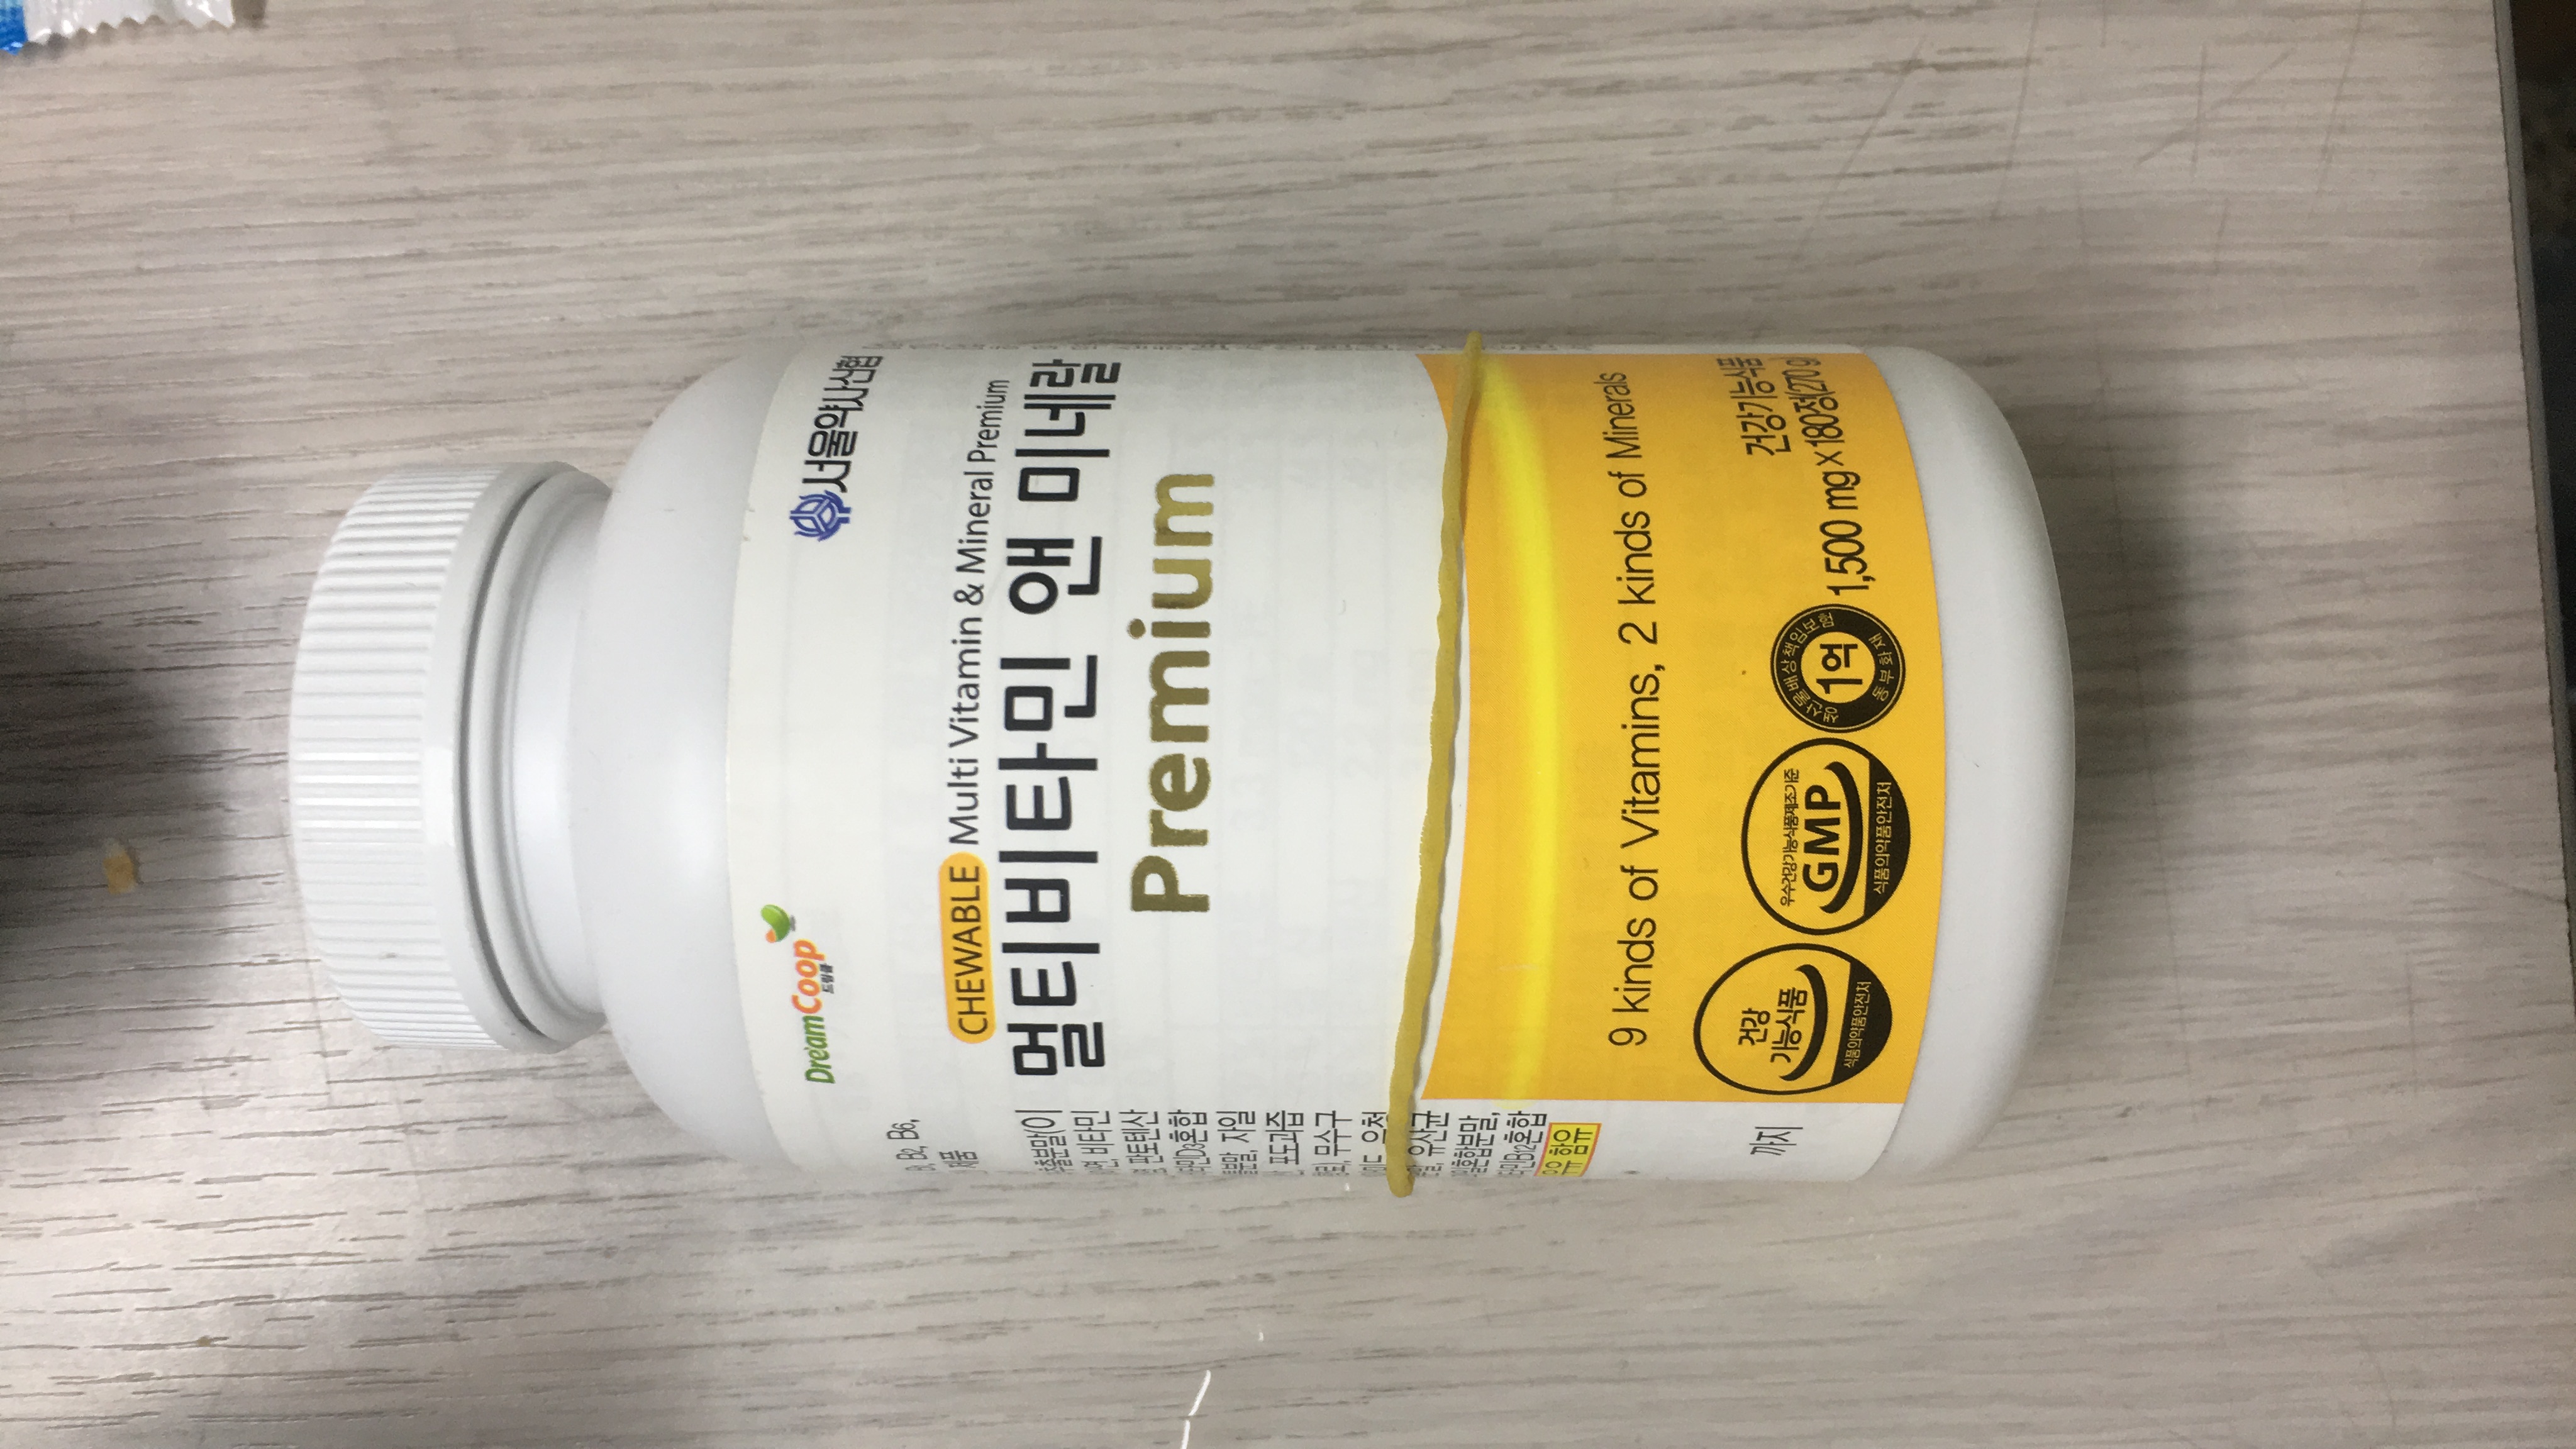 DreamCoop
드림쿱
서울약사신협
B2, B6,
제품
CHEWABLE Multi Vitamin & Mineral Premium
멀티비타민 앤 미네랄
Premium
추출분말(이
비타민
판토텐산
타민D3혼합
자일
포도과즙
무수구
유청
유산균
일혼합분말,
타민B12혼합
우유 함유
까지
9 kinds of Vitamins, 2 kinds of Minerals
건강
기능식품
식품의약품안전처
우수건강기능식품제조기준
GMP
식품의약품안전처
생산물배상책임보험
1억
동부화재
건강기능식품
1,500 mg×180정(270 g)